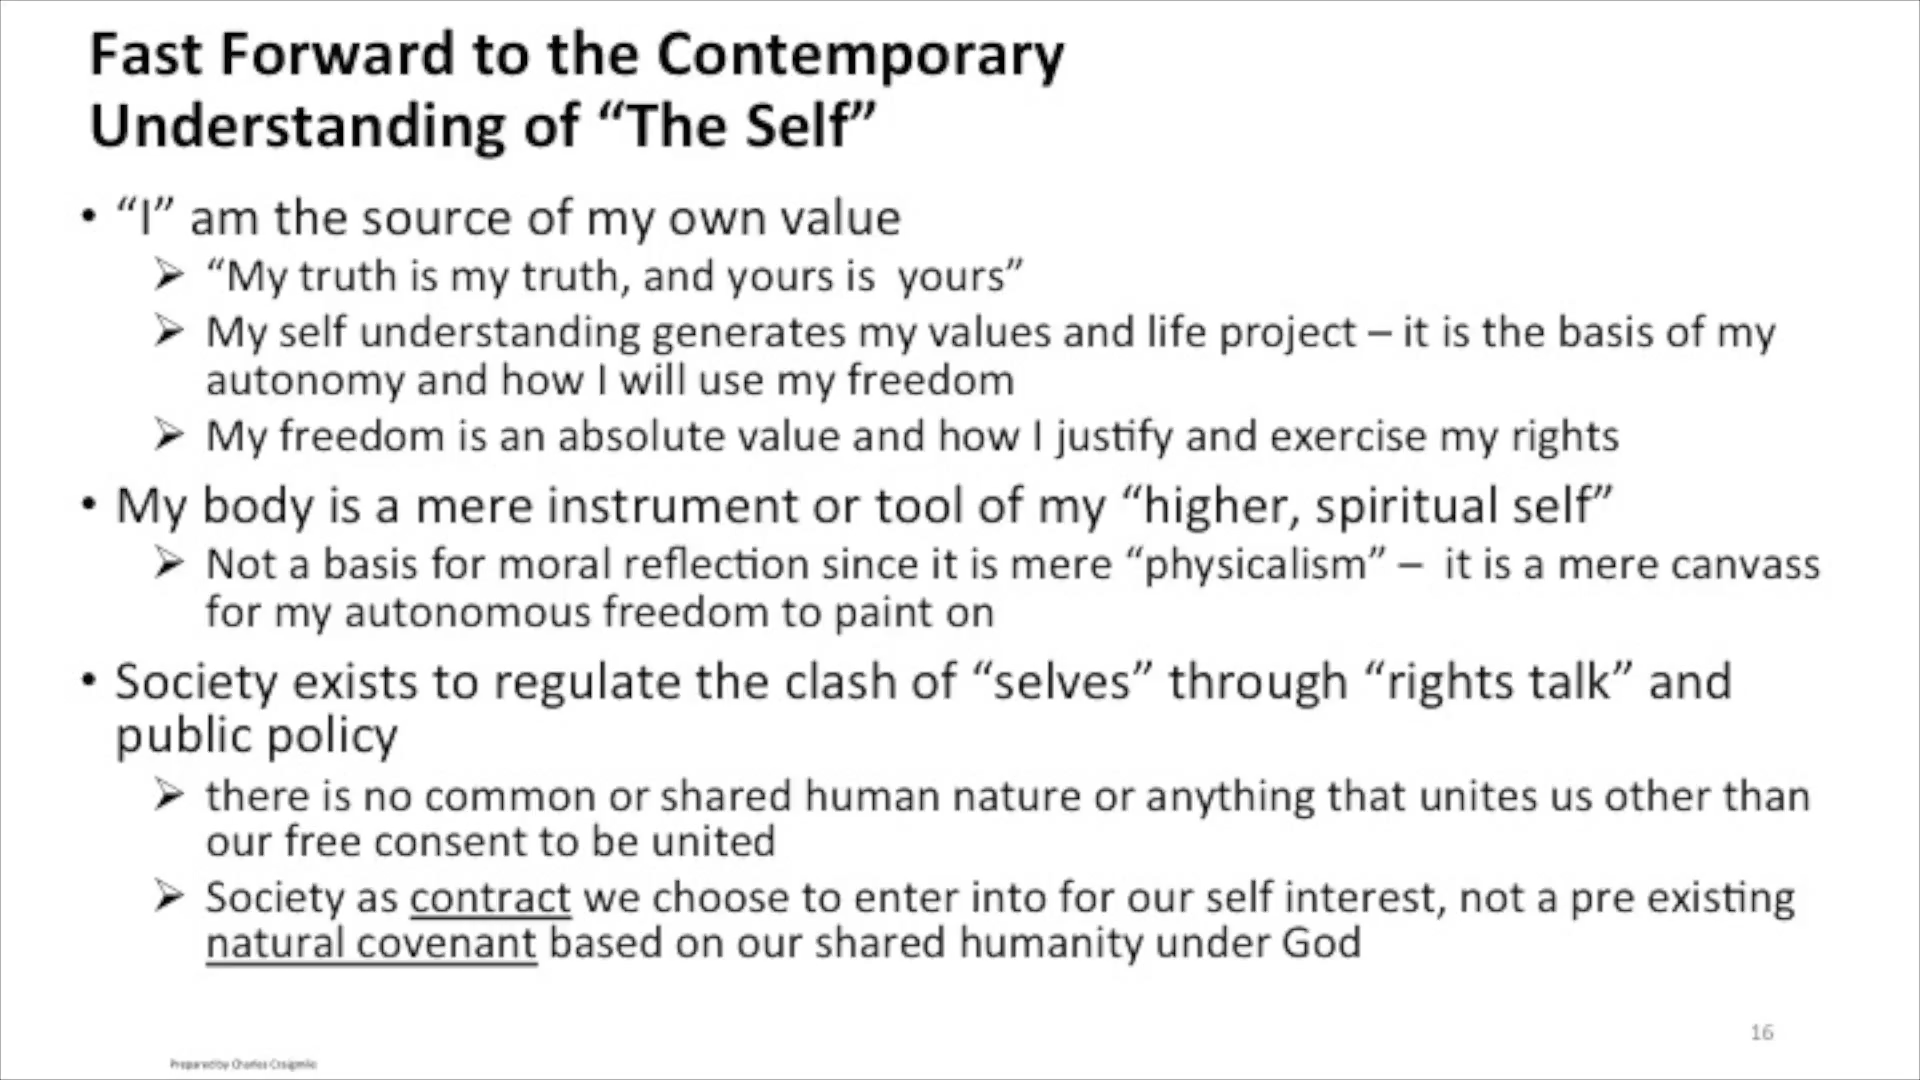 Fast Forward to the Contemporary
Understanding of “The Self”
• “I” am the source of my own value
➢ “My truth is my truth, and yours is  yours”
➢ My self understanding generates my values and life project – it is the basis of my
autonomy and how I will use my freedom
➢ My freedom is an absolute value and how I justify and exercise my rights
• My body is a mere instrument or tool of my “higher, spiritual self”
➢ Not a basis for moral reflection since it is mere “physicalism” –  it is a mere canvass
for my autonomous freedom to paint on
• Society exists to regulate the clash of “selves” through “rights talk” and
public policy
➢ there is no common or shared human nature or anything that unites us other than
our free consent to be united
➢ Society as contract we choose to enter into for our self interest, not a pre existing
natural covenant based on our shared humanity under God
16
Prepared by Charles Craigmile